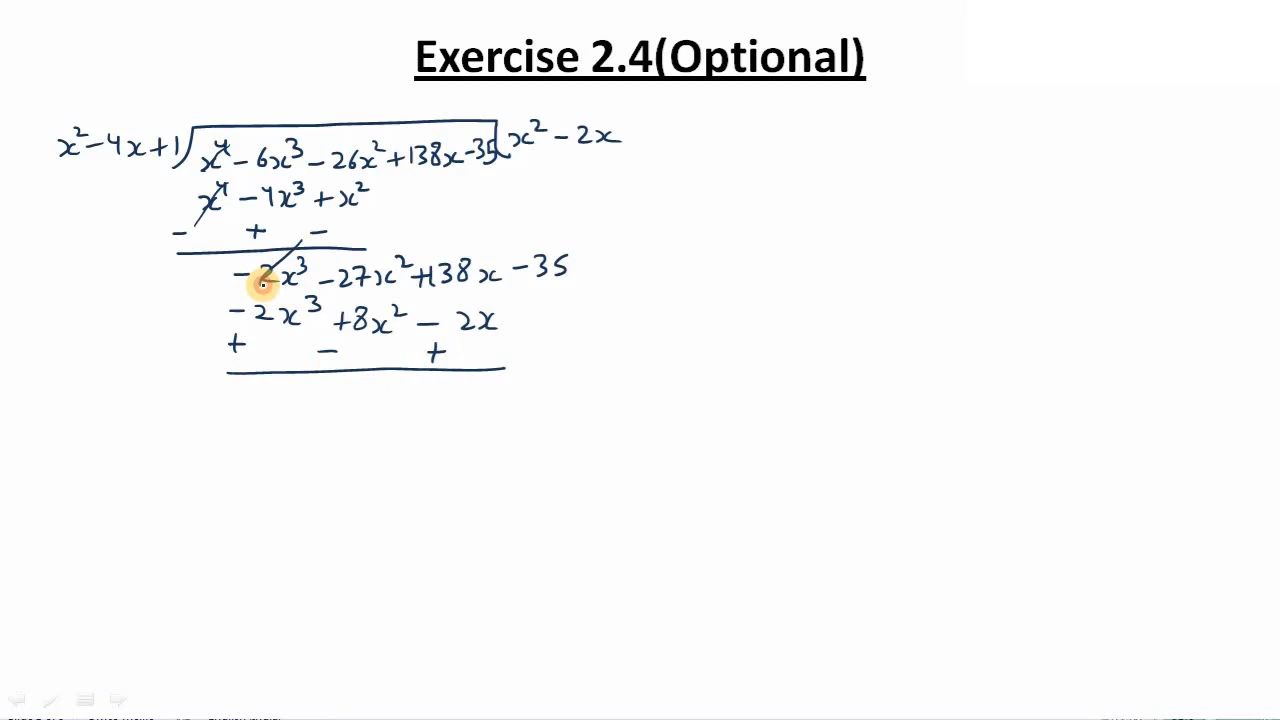 Exercise 2.4(Optional)
x² - 4x + 1 ) x⁴ - 6x³ - 26x² + 138x - 35 ( x² - 2x
x⁴ - 4x³ + x²
- + -
- 2x³ - 27x² + 138x - 35
- 2x³ + 8x² - 2x
+ - +